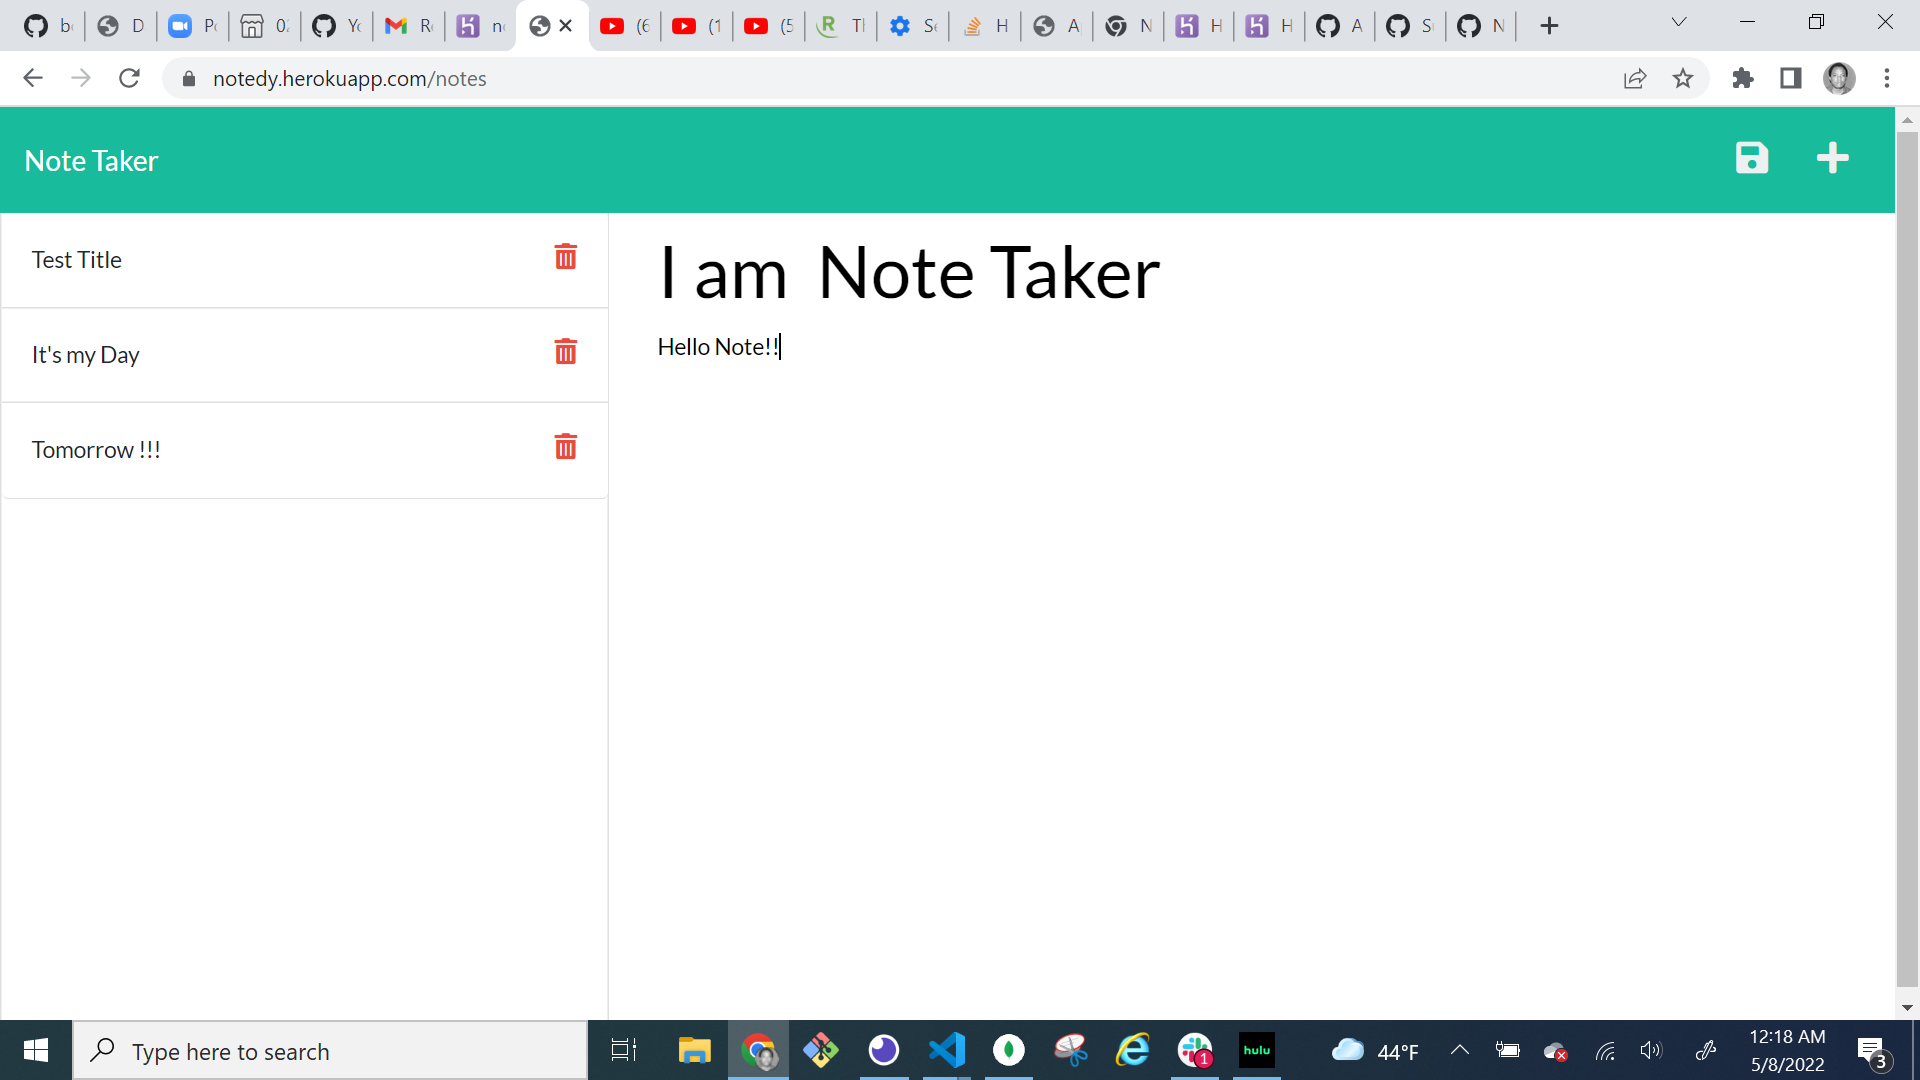 notedy.herokuapp.com/notes
Note Taker
Test Title
It's my Day
Tomorrow !!!
I am  Note Taker
Hello Note!!
Type here to search
hulu
1
44°F
12:18 AM
5/8/2022
3